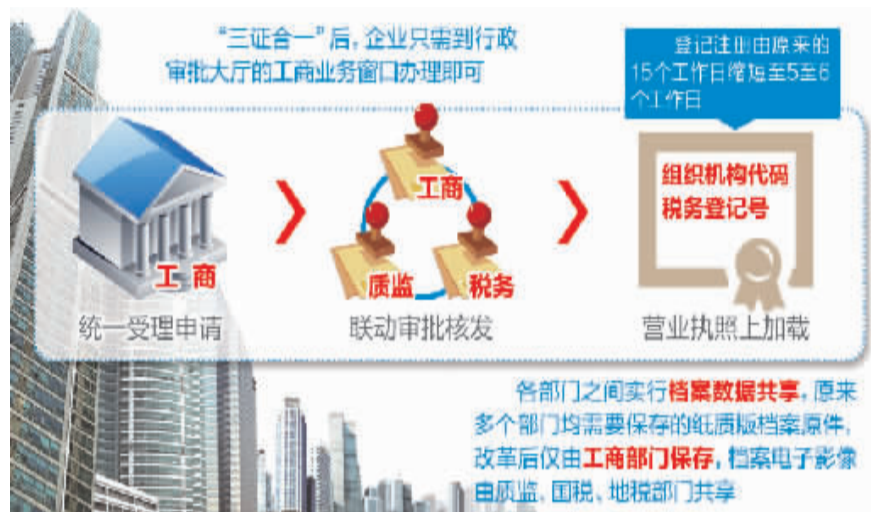 “三证合一”后，企业只需到行政
审批大厅的工商业务窗口办理即可
登记注册由原来的
15个工作日缩短至5至6
个工作日
工商
工商
质监
税务
组织机构代码
税务登记号
统一受理申请
联动审批核发
营业执照上加载
各部门之间实行档案数据共享，原来
多个部门均需要保存的纸质版档案原件，
改革后仅由工商部门保存，档案电子影像
由质监、国税、地税部门共享